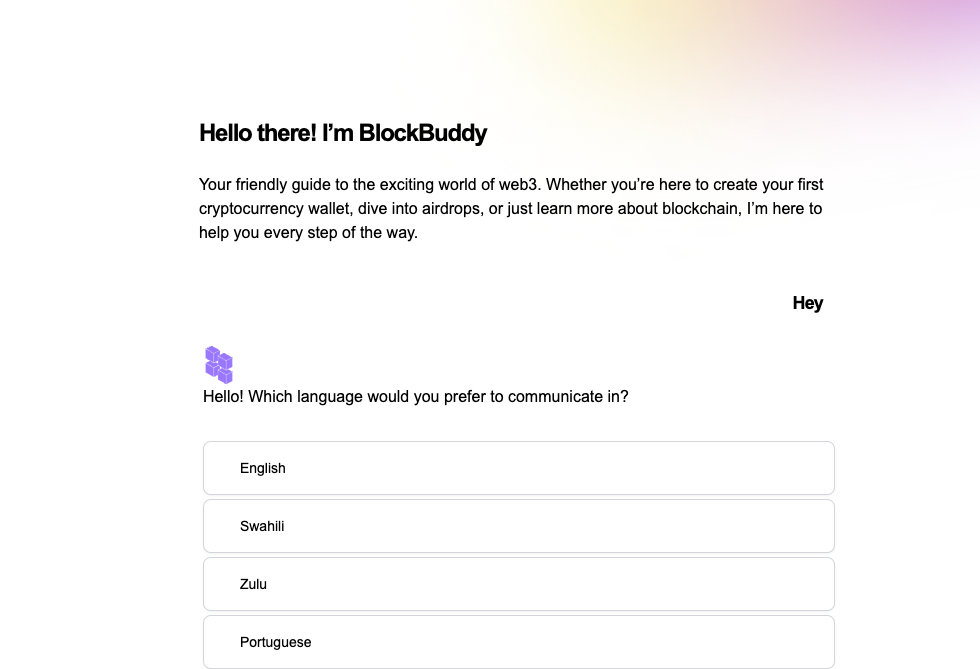 Hello there! I’m BlockBuddy
Your friendly guide to the exciting world of web3. Whether you’re here to create your first
cryptocurrency wallet, dive into airdrops, or just learn more about blockchain, I’m here to
help you every step of the way.
Hey
Hello! Which language would you prefer to communicate in?
English
Swahili
Zulu
Portuguese